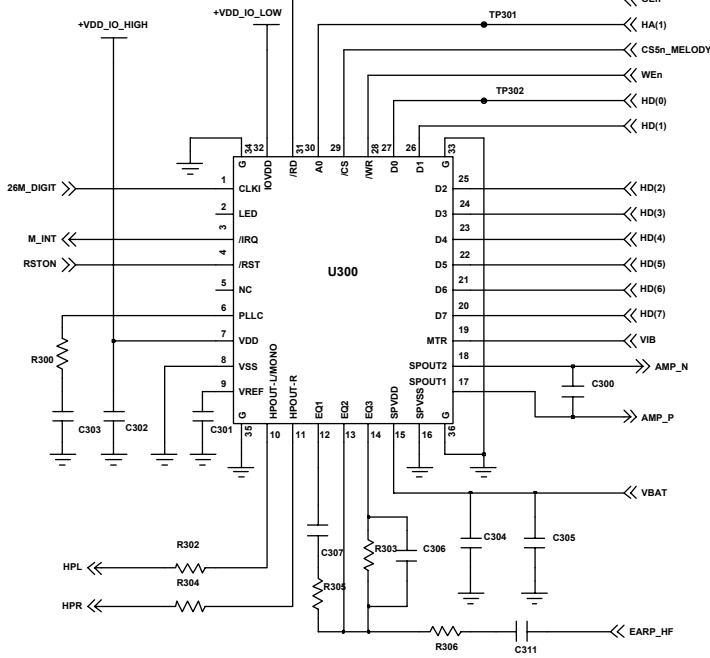 +VDD_IO_LOW
+VDD_IO_HIGH
TP301
HA(1)
CS5n_MELODY
WEn
TP302
HD(0)
HD(1)
34 32 31 30 29 28 27 26 33
G IOVDD /RD A0 /CS /WR D0 D1 G
26M_DIGIT 1 CLKI D2 25 HD(2)
2 LED D3 24 HD(3)
M_INT 3 /IRQ D4 23 HD(4)
RSTON 4 /RST D5 22 HD(5)
U300
5 NC D6 21 HD(6)
6 PLLC D7 20 HD(7)
R300
7 VDD MTR 19 VIB
8 VSS SPOUT2 18 AMP_N
9 VREF SPOUT1 17 AMP_P
C300
C303 C302 C301
G HPOUT-L/MONO HPOUT-R EQ1 EQ2 EQ3 SPVDD SPVSS G
35 10 11 12 13 14 15 16 36
VBAT
R302
HPL
R304
HPR
C307 R303 C306 C304 C305
R305
R306 C311 EARP_HF